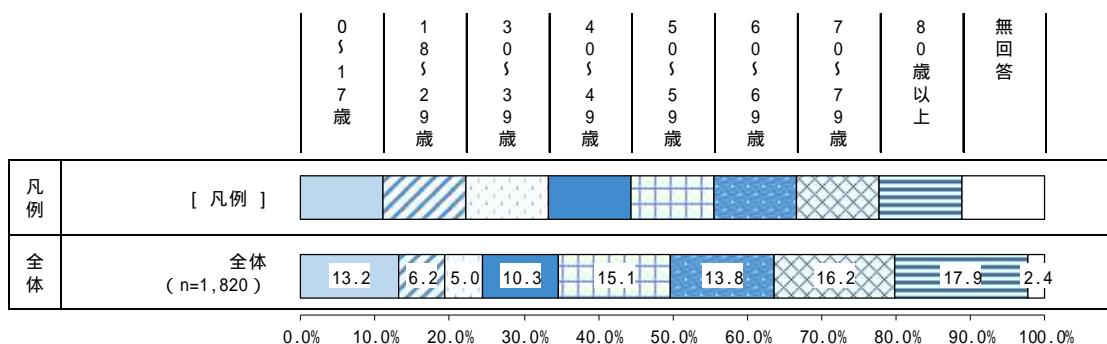 0〜17歳
18〜29歳
30〜39歳
40〜49歳
50〜59歳
60〜69歳
70〜79歳
80歳以上
無回答
凡例
[ 凡例 ]
全体
全体
(n=1,820)
13.2 6.2 5.0 10.3 15.1 13.8 16.2 17.9 2.4
0.0% 10.0% 20.0% 30.0% 40.0% 50.0% 60.0% 70.0% 80.0% 90.0% 100.0%